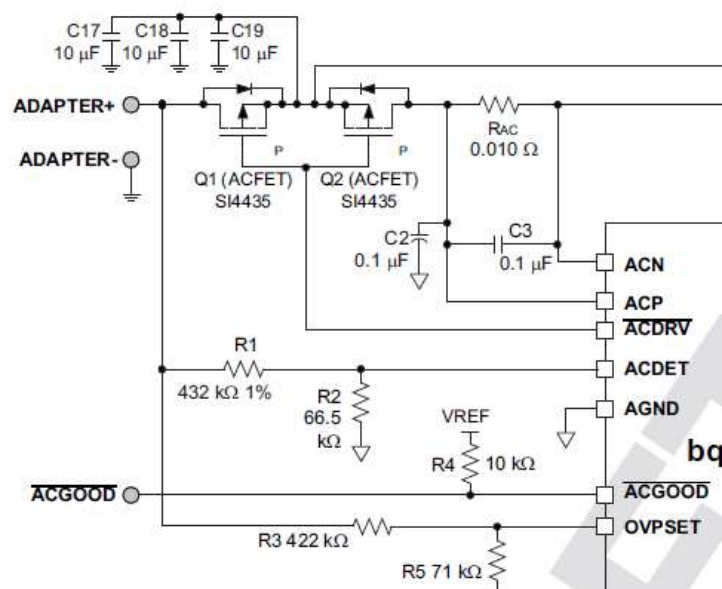 C17
10 µF
C18
10 µF
C19
10 µF
ADAPTER+
ADAPTER-
P
P
Q1 (ACFET)
SI4435
Q2 (ACFET)
SI4435
RAC
0.010 Ω
C2
0.1 µF
C3
0.1 µF
ACN
ACP
ACDRV
R1
432 kΩ 1%
ACDET
R2
66.5
kΩ
VREF
AGND
R4
10 kΩ
bq
ACGOOD
ACGOOD
R3 422 kΩ
OVPSET
R5 71 kΩ